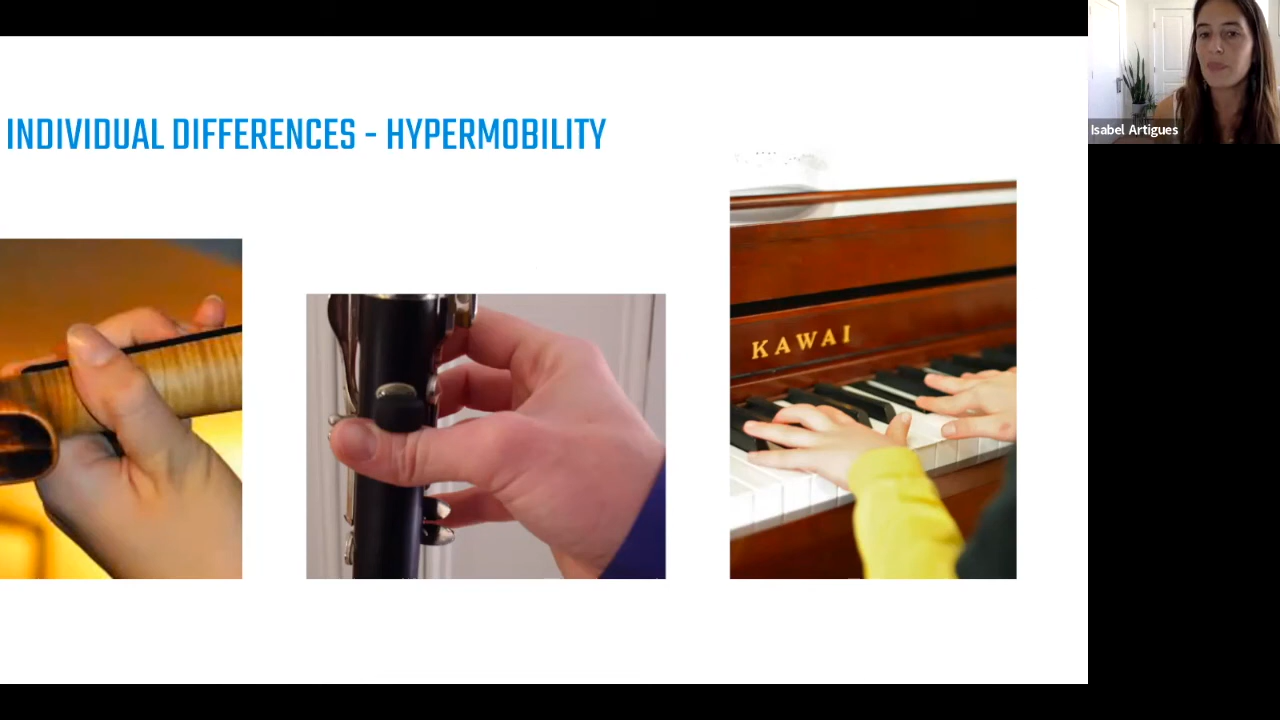 INDIVIDUAL DIFFERENCES - HYPERMOBILITY
Isabel Artigues
KAWAI